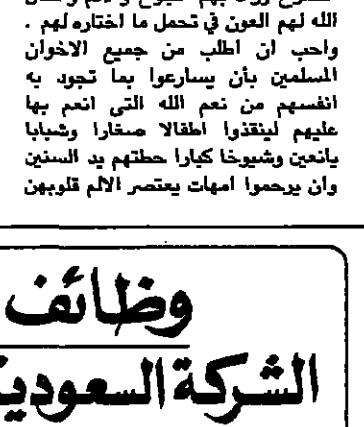 الله لهم العون في تحمل ما اختاره لهم .
واحب ان اطلب من جميع الاخوان
المسلمين بأن يسارعوا بما تجود به
انفسهم من نعم الله التى انعم بها
عليهم لينقذوا اطفالا صغارا وشبابا
يانعين وشيوخا كبارا حطتهم يد السنين
وان يرحموا امهات يعتصر الالم قلوبهن
وظائف
الشركة السعودية